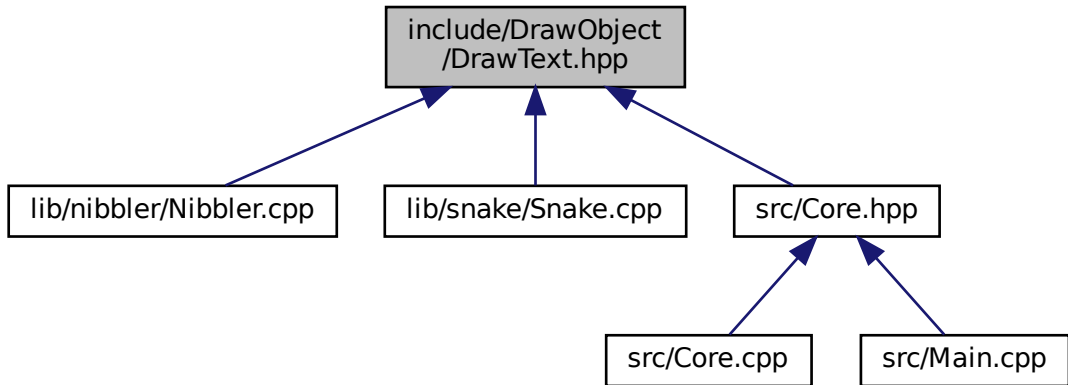 include/DrawObject
/DrawText.hpp
lib/nibbler/Nibbler.cpp
lib/snake/Snake.cpp
src/Core.hpp
src/Core.cpp
src/Main.cpp